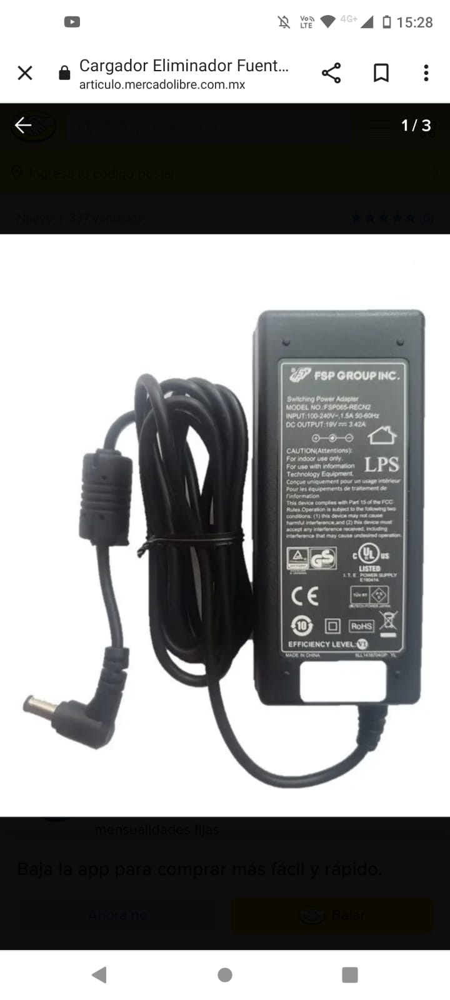 Vo))
LTE
4G+
15:28
Cargador Eliminador Fuent...
articulo.mercadolibre.com.mx
1 / 3
Ingresa tu código postal
Nuevo | 337 vendidos
(6)
FSP GROUP INC.
Switching Power Adapter
MODEL NO.:FSP065-RECN2
INPUT:100-240V~,1.5A 50-60Hz
DC OUTPUT:19V 3.42A
CAUTION(Attentions):
For indoor use only.
For use with information
Technology Equipment.
LPS
Conçue uniquement pour un usage intérieur
Pour les équipements de traitement de
l'information
This device complies with Part 15 of the FCC
Rules.Operation is subject to the following two
conditions: (1) this device may not cause
harmful interference,and (2) this device must
accept any interference received, including
interference that may cause undesired operation.
GS
c UL us
LISTED
I.T.E. POWER SUPPLY
E190414
CE
10
RoHS
EFFICIENCY LEVEL:VI
MADE IN CHINA
mensualidades fijas
Baja la app para comprar más fácil y rápido.
Ahora no
Bajar